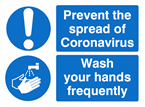 Prevent the
spread of
Coronavirus
Wash
your hands
frequently